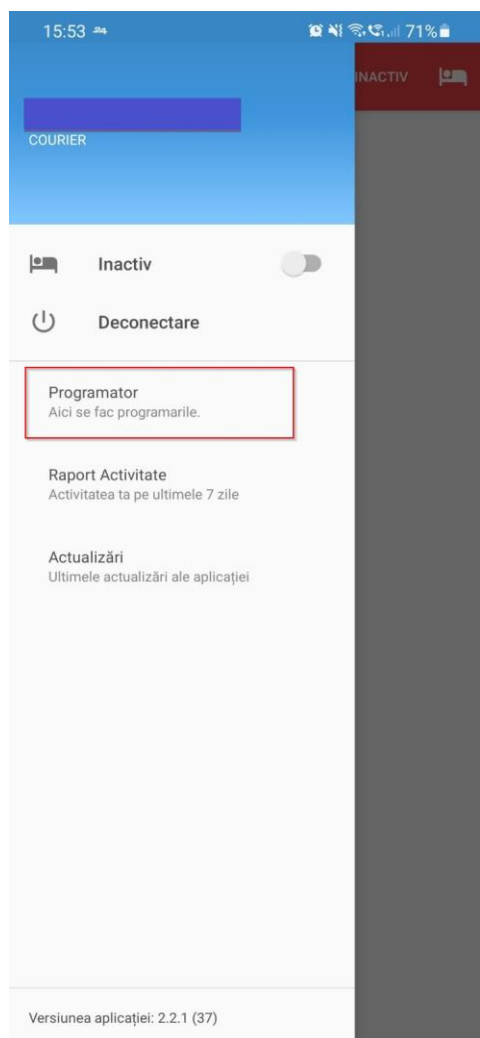 15:53
71%
INACTIV
COURIER
Inactiv
Deconectare
Programator
Aici se fac programarile.
Raport Activitate
Activitatea ta pe ultimele 7 zile
Actualizări
Ultimele actualizări ale aplicației
Versiunea aplicației: 2.2.1 (37)